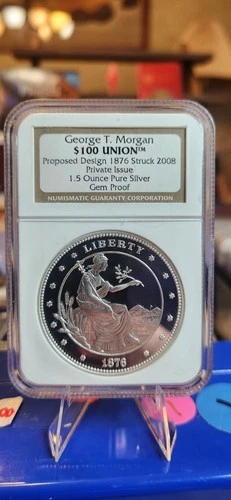 George T. Morgan
$100 UNION™
Proposed Design 1876 Struck 2008
Private Issue
1.5 Ounce Pure Silver
Gem Proof
NUMISMATIC GUARANTY CORPORATION
LIBERTY
1876